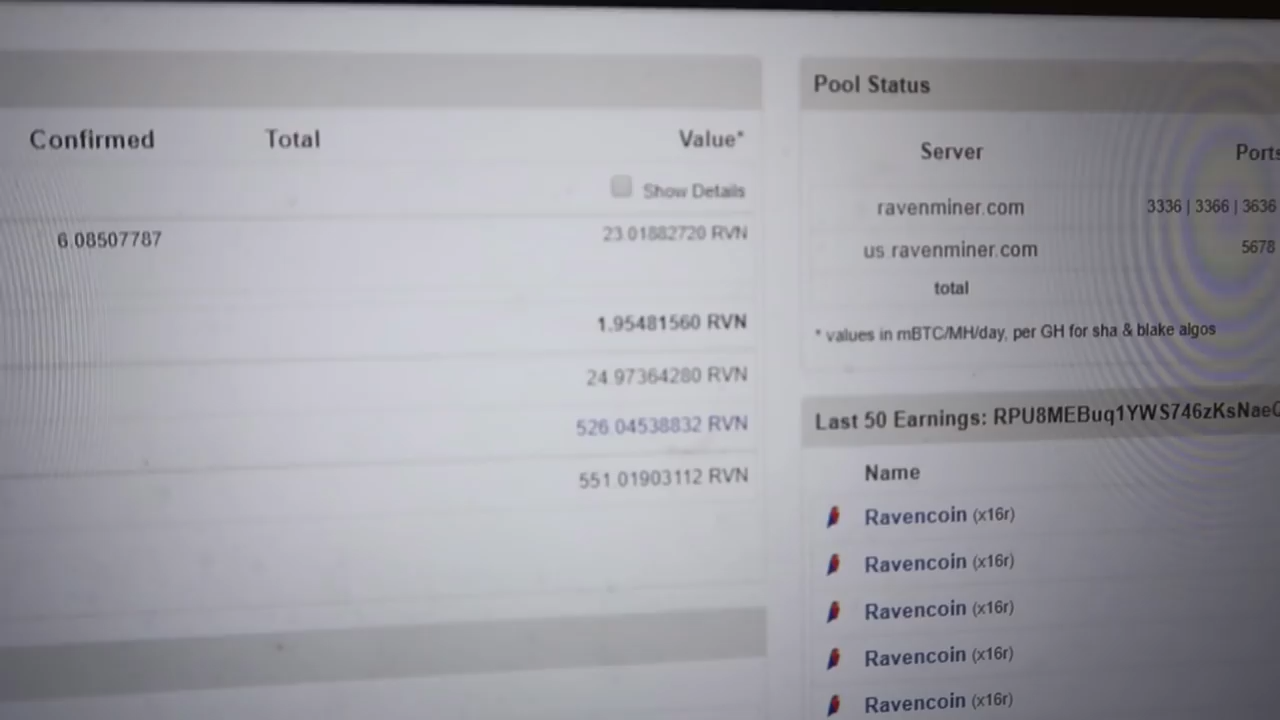 Confirmed Total Value*
Show Details
6.08507787 23.01882720 RVN
1.95481560 RVN
24.97364280 RVN
526.04538832 RVN
551.01903112 RVN
Pool Status
Server Ports
ravenminer.com 3336 | 3366 | 3636
us.ravenminer.com 5678
total
* values in mBTC/MH/day, per GH for sha & blake algos
Last 50 Earnings: RPU8MEBuq1YWS746zKsNae
Name
Ravencoin (x16r)
Ravencoin (x16r)
Ravencoin (x16r)
Ravencoin (x16r)
Ravencoin (x16r)